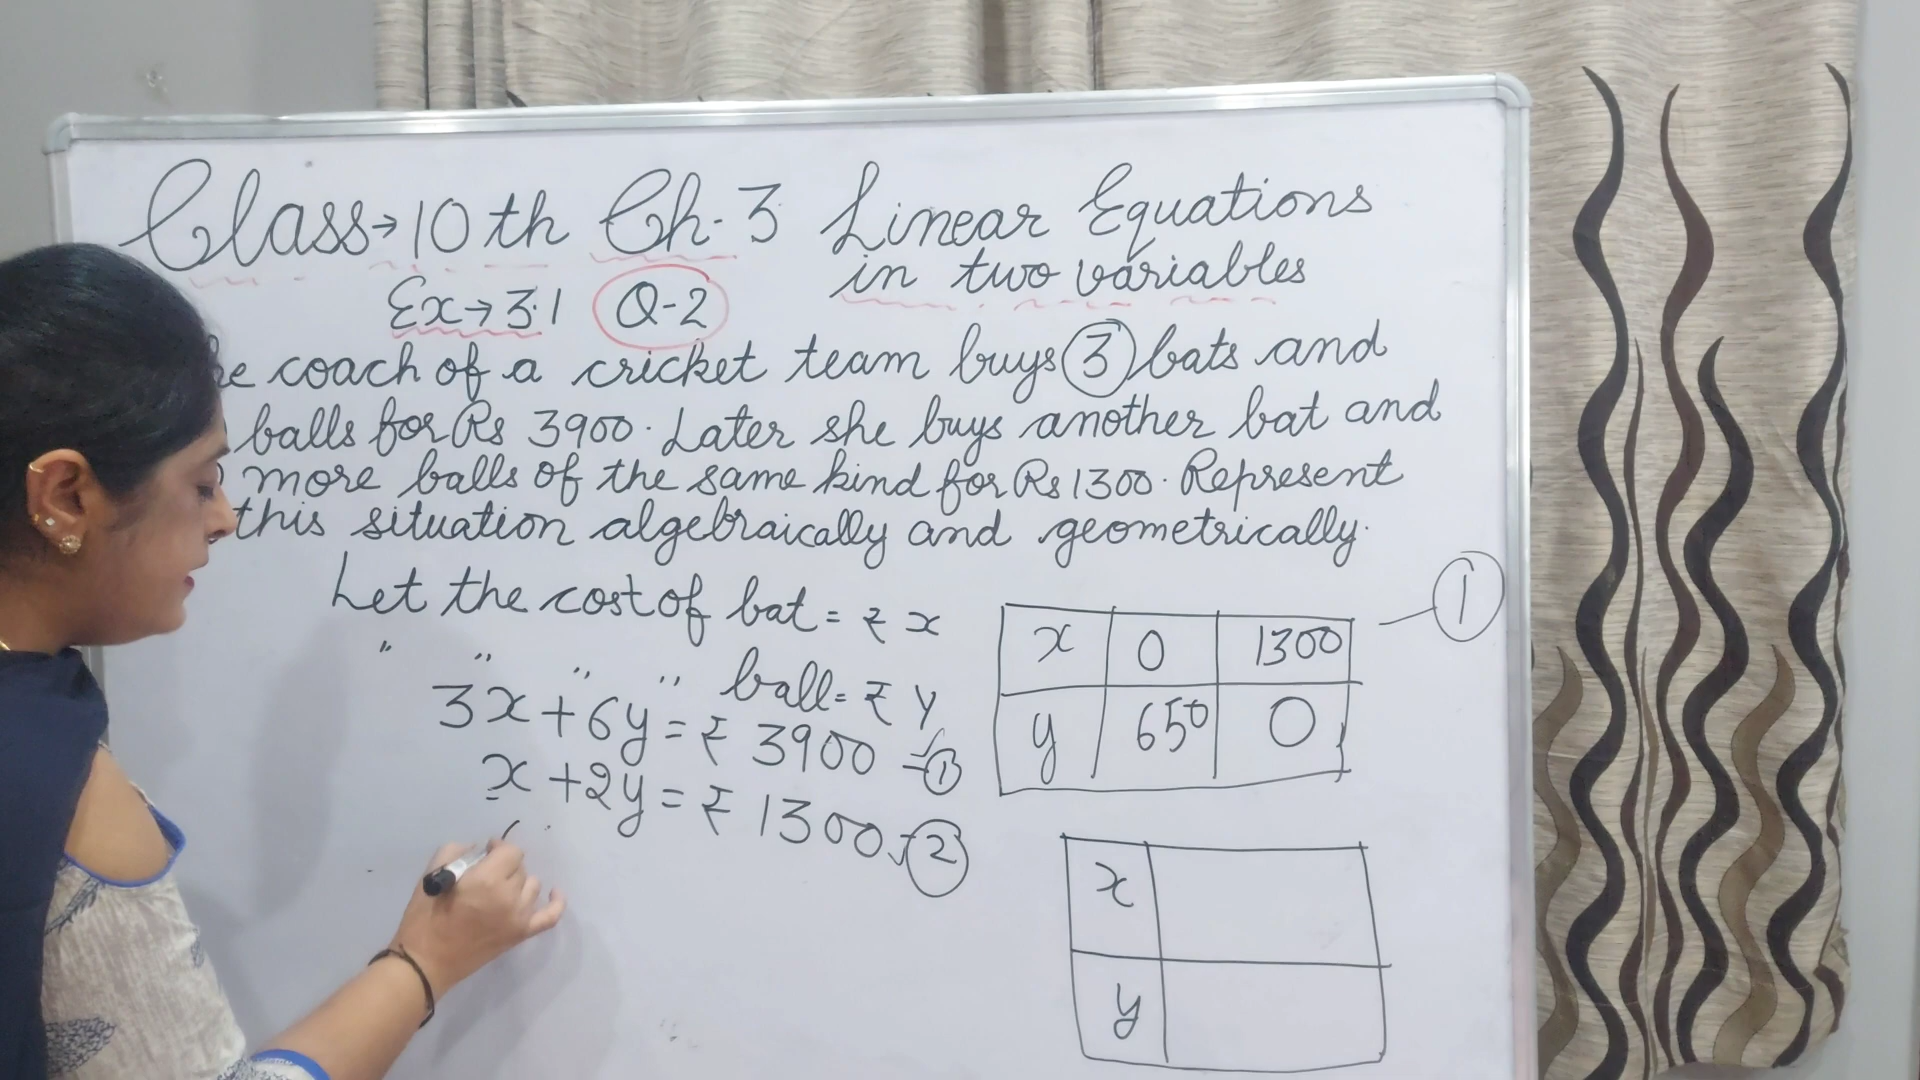 Class→10th Ch-3 Linear Equations
in two variables
Ex→3.1 Q-2
he coach of a cricket team buys 3 bats and
balls for Rs 3900. Later she buys another bat and
more balls of the same kind for Rs 1300. Represent
this situation algebraically and geometrically.
Let the cost of bat = ₹ x
" " " " ball = ₹ y
3x + 6y = ₹ 3900 -①
x + 2y = ₹ 1300 -②
x 0 1300 — ①
y 650 0
x
y